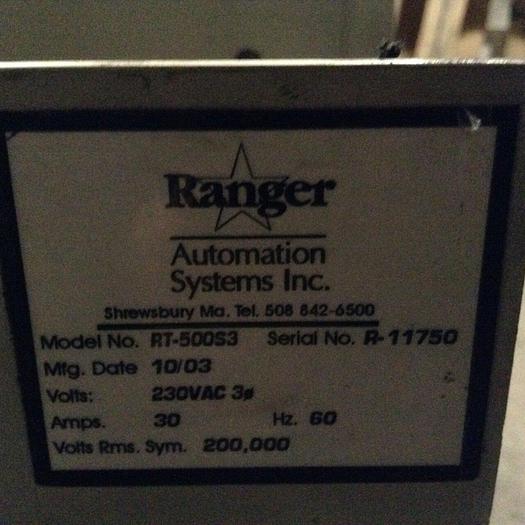 Ranger
Automation
Systems Inc.
Shrewsbury Ma. Tel. 508 842-6500
Model No. RT-500S3 Serial No. R-11750
Mfg. Date 10/03
Volts: 230VAC 3ø
Amps. 30 Hz. 60
Volts Rms. Sym. 200,000